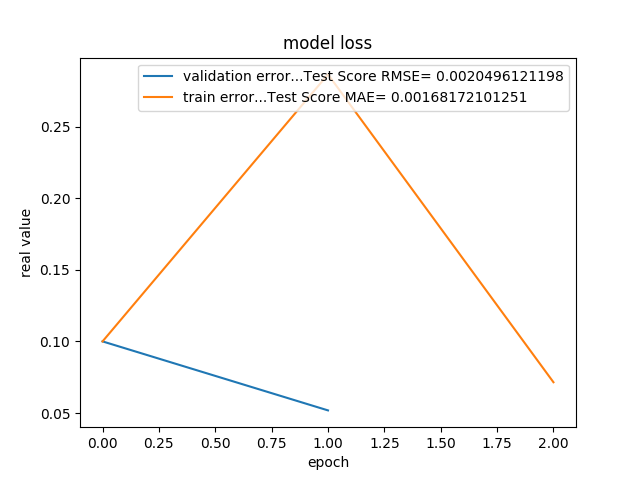 model loss
validation error...Test Score RMSE= 0.0020496121198
train error...Test Score MAE= 0.00168172101251
real value
0.25
0.20
0.15
0.10
0.05
0.00 0.25 0.50 0.75 1.00 1.25 1.50 1.75 2.00
epoch